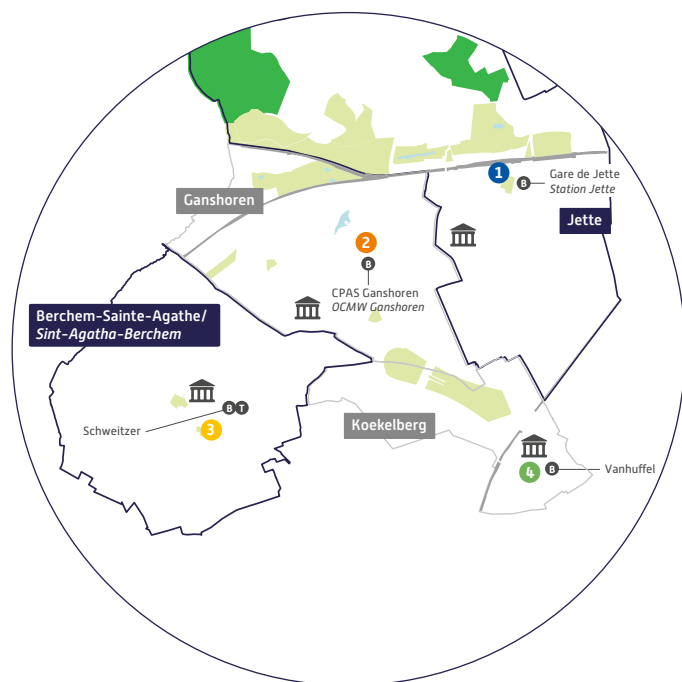 1
B
Gare de Jette
Station Jette
Ganshoren
Jette
2
B
CPAS Ganshoren
OCMW Ganshoren
Berchem-Sainte-Agathe/
Sint-Agatha-Berchem
B T
Schweitzer
3
Koekelberg
4
B
Vanhuffel